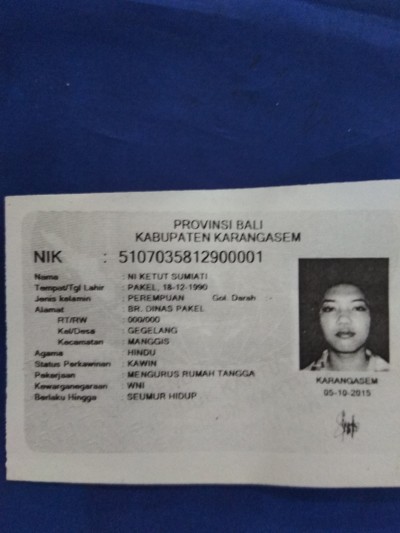 PROVINSI BALI
KABUPATEN KARANGASEM
NIK : 5107035812900001
Nama : NI KETUT SUMIATI
Tempat/Tgl Lahir : PAKEL, 18-12-1990
Jenis kelamin : PEREMPUAN Gol. Darah :-
Alamat : BR. DINAS PAKEL
RT/RW : 000/000
Kel/Desa : GEGELANG
Kecamatan : MANGGIS
Agama : HINDU
Status Perkawinan : KAWIN
Pekerjaan : MENGURUS RUMAH TANGGA
Kewarganegaraan : WNI
Berlaku Hingga : SEUMUR HIDUP
KARANGASEM
05-10-2015